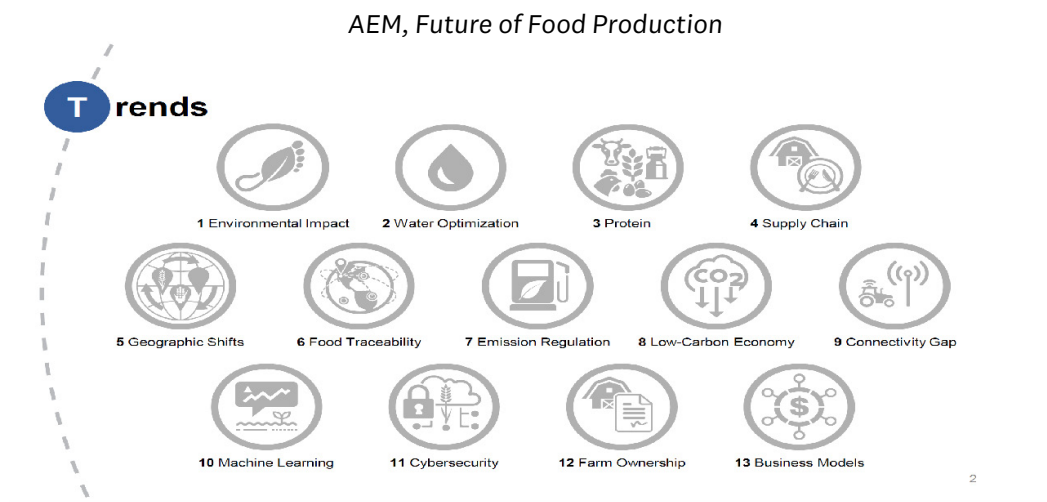 AEM, Future of Food Production
Trends
1 Environmental Impact
2 Water Optimization
3 Protein
4 Supply Chain
5 Geographic Shifts
6 Food Traceability
CO2
7 Emission Regulation
8 Low-Carbon Economy
9 Connectivity Gap
$
10 Machine Learning
11 Cybersecurity
12 Farm Ownership
13 Business Models
2